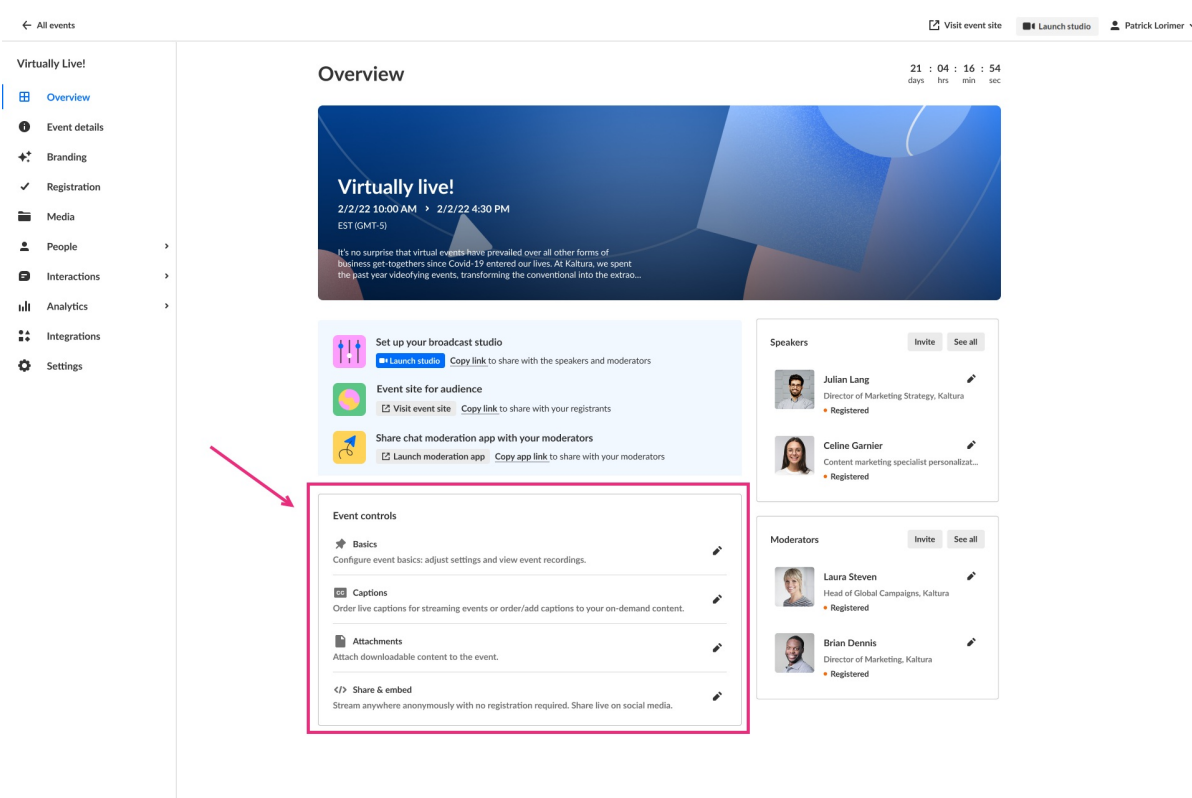 All events
Visit event site
Launch studio
Patrick Lorimer
Virtually Live!
Overview
Event details
Branding
Registration
Media
People
Interactions
Analytics
Integrations
Settings
Overview
21 : 04 : 16 : 54
days hrs min sec
Virtually live!
2/2/22 10:00 AM > 2/2/22 4:30 PM
EST (GMT-5)
It's no surprise that virtual events have prevailed over all other forms of
business get-togethers since Covid-19 entered our lives. At Kaltura, we spent
the past year videofying events, transforming the conventional into the extrao...
Set up your broadcast studio
Launch studio Copy link to share with the speakers and moderators
Event site for audience
Visit event site Copy link to share with your registrants
Share chat moderation app with your moderators
Launch moderation app Copy app link to share with your moderators
Event controls
Basics
Configure event basics: adjust settings and view event recordings.
CC Captions
Order live captions for streaming events or order/add captions to your on-demand content.
Attachments
Attach downloadable content to the event.
</> Share & embed
Stream anywhere anonymously with no registration required. Share live on social media.
Speakers Invite See all
Julian Lang
Director of Marketing Strategy, Kaltura
Registered
Celine Garnier
Content marketing specialist personalizat...
Registered
Moderators Invite See all
Laura Steven
Head of Global Campaigns, Kaltura
Registered
Brian Dennis
Director of Marketing, Kaltura
Registered